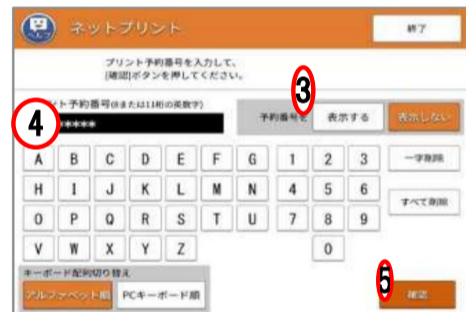 ヘルプ
ネットプリント
終了
プリント予約番号を入力して、
[確認]ボタンを押してください。
ント予約番号(8または11桁の英数字)
④ *****
③
予約番号を 表示する 表示しない
A B C D E F G 1 2 3 一字削除
H I J K L M N 4 5 6
すべて削除
O P Q R S T U 7 8 9
V W X Y Z 0
キーボード配列切り替え
アルファベット順 PCキーボード順
⑤ 確認